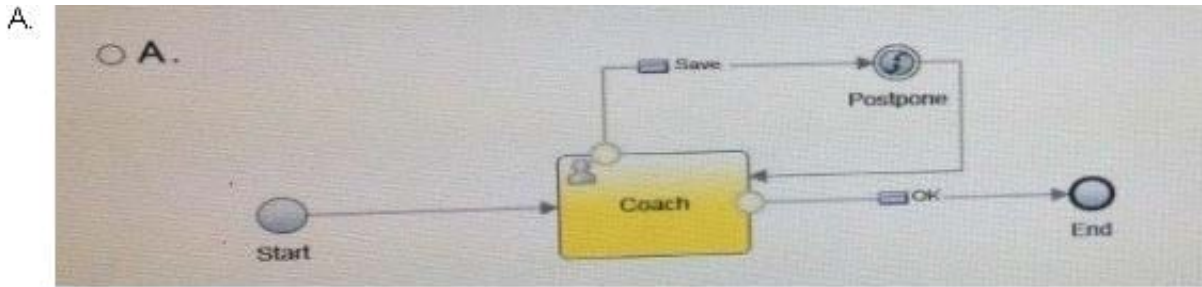 A.
A.
Save
Postpone
Coach
OK
Start
End